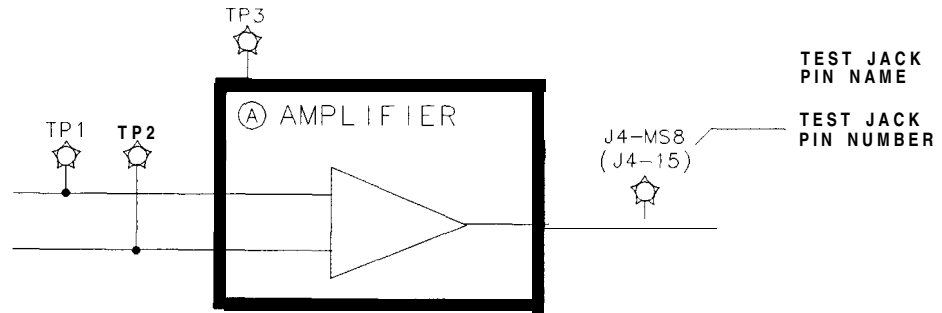 TP3
TEST JACK
PIN NAME
A AMPLIFIER
TP1
TP2
J4-MS8
(J4-15)
TEST JACK
PIN NUMBER